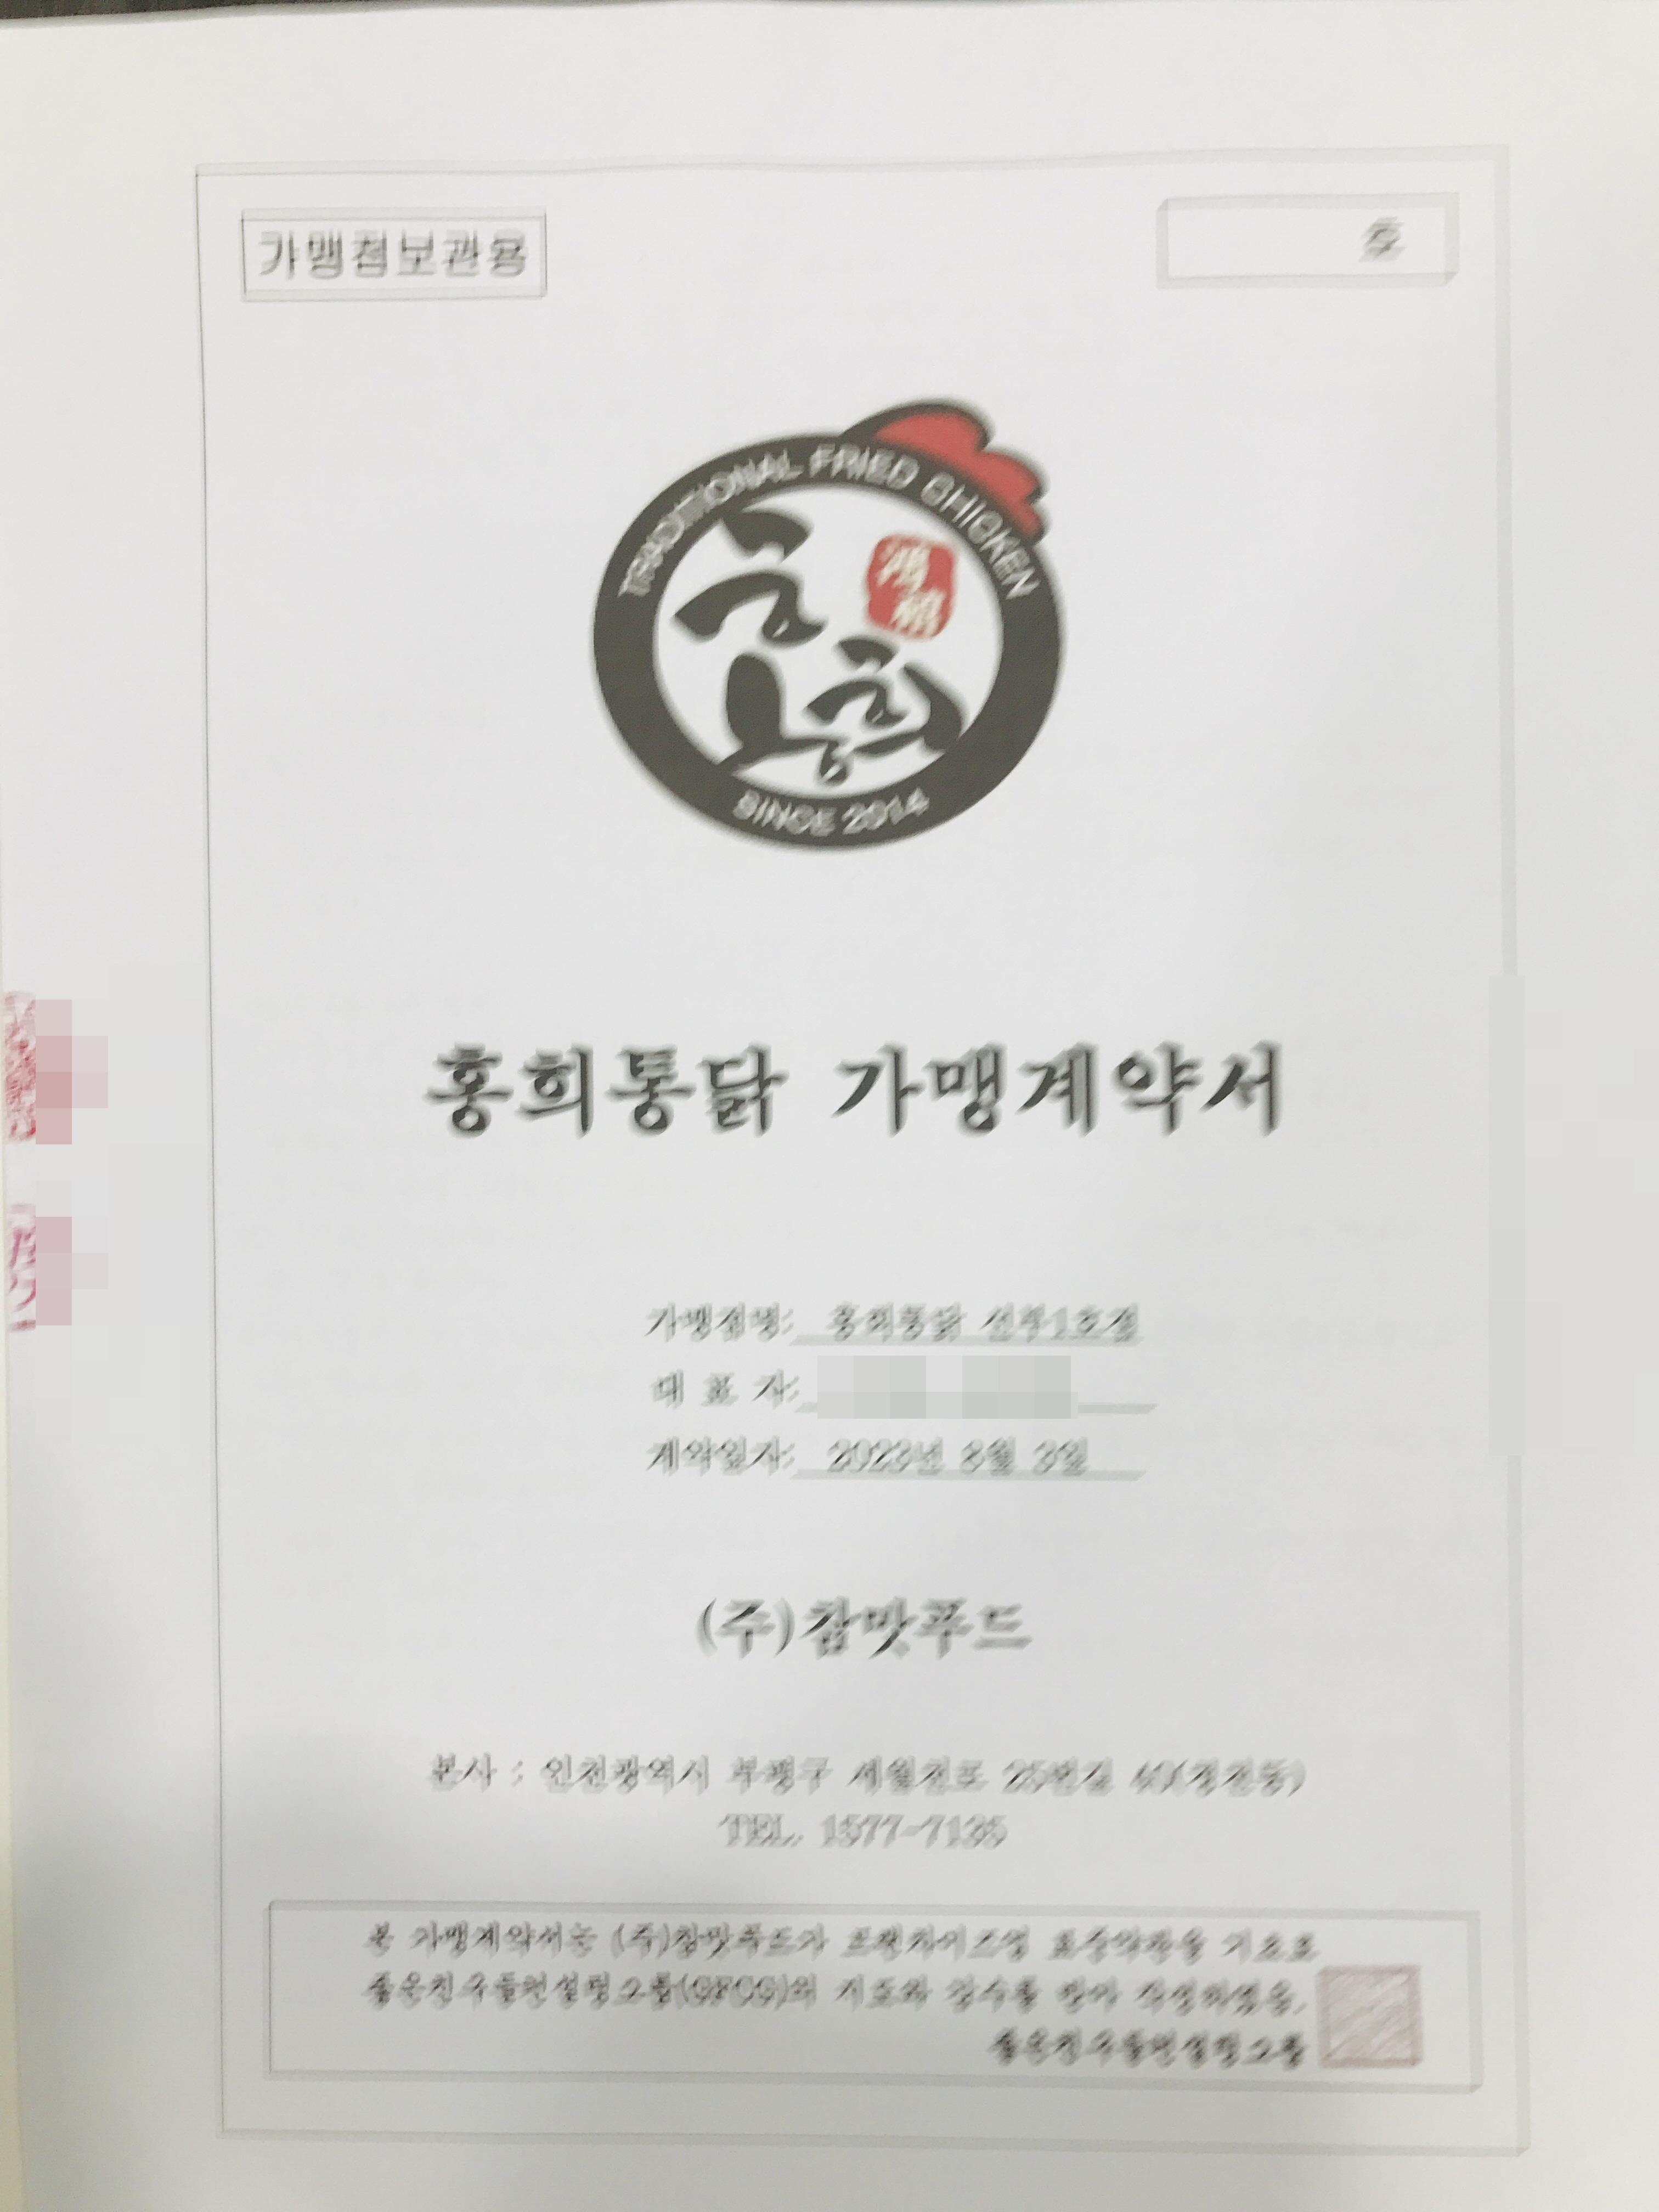 가맹점보관용
호
TRADITIONAL FRIED CHICKEN
홍희
SINCE 2014
홍희통닭 가맹계약서
가맹점명: 홍희통닭 선부1호점
대 표 자:
계약일자: 2023년 8월 3일
(주)참맛푸드
본사 : 인천광역시 부평구 세월천로 25번길 (청천동)
TEL. 1577-7135
본 가맹계약서는 (주)참맛푸드가 프랜차이즈업 표준약관을 기초로
좋은친구들컨설팅그룹(GFCG)의 지도와 감수를 받아 작성하였음.
좋은친구들컨설팅그룹